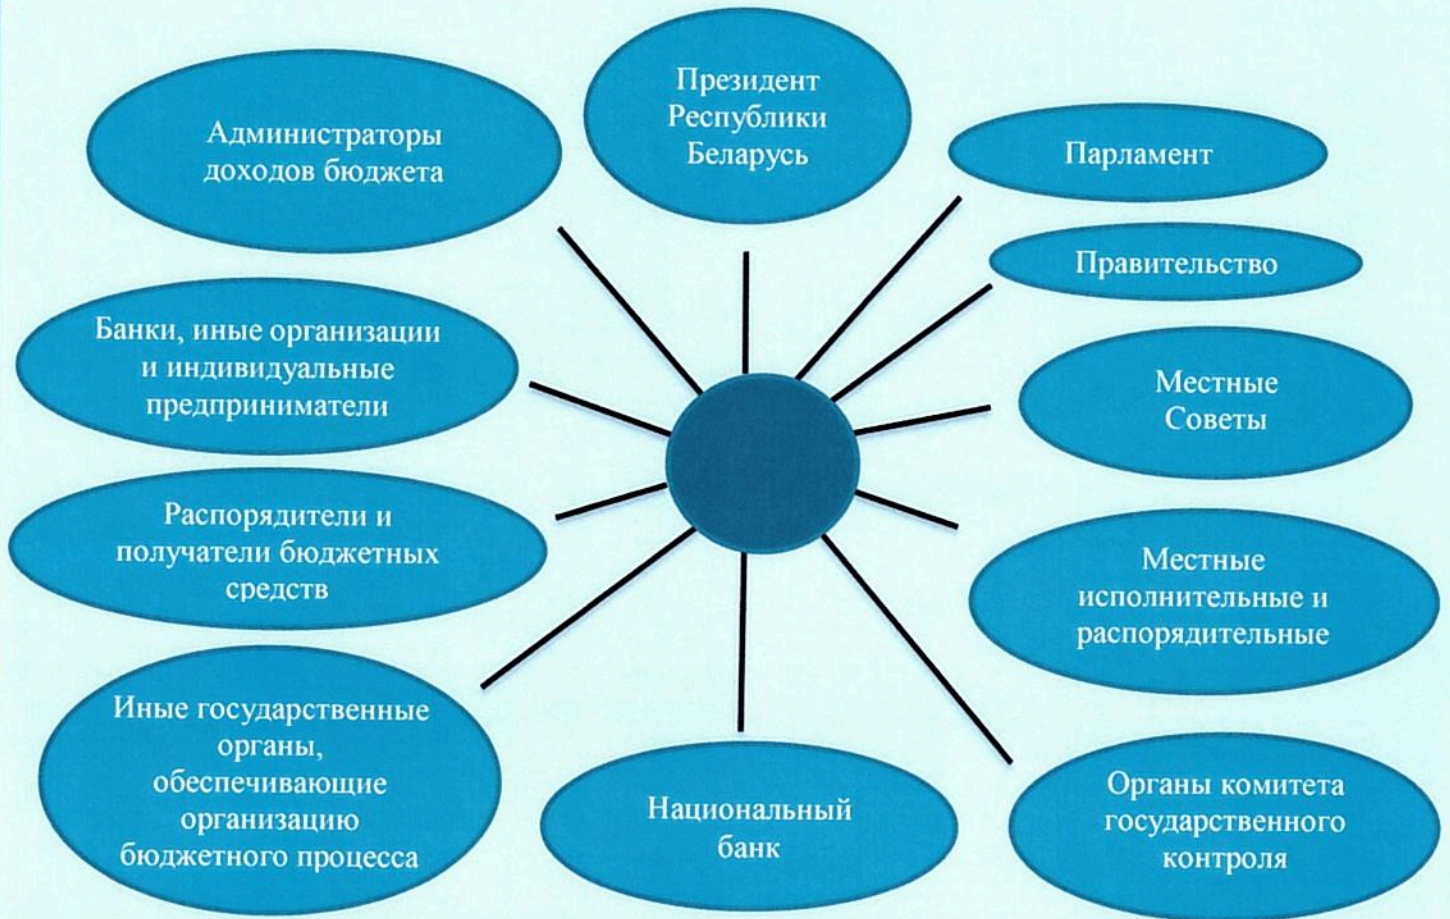 Президент
Республики
Беларусь
Администраторы
доходов бюджета
Парламент
Правительство
Банки, иные организации
и индивидуальные
предприниматели
Местные
Советы
Распорядители и
получатели бюджетных
средств
Местные
исполнительные и
распорядительные
Иные государственные
органы,
обеспечивающие
организацию
бюджетного процесса
Национальный
банк
Органы комитета
государственного
контроля